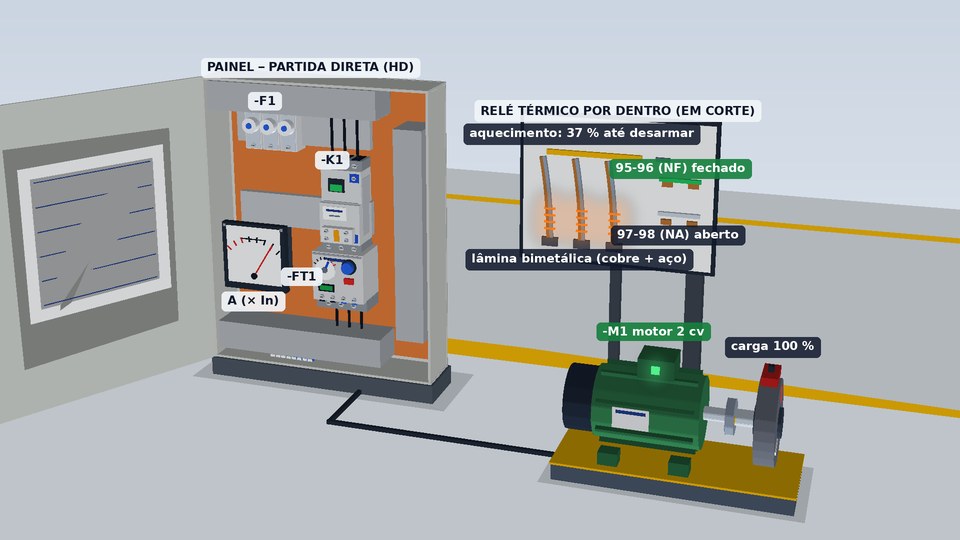 PAINEL – PARTIDA DIRETA (HD)
-F1
-K1
-FT1
A (× In)
RELÉ TÉRMICO POR DENTRO (EM CORTE)
aquecimento: 37 % até desarmar
95-96 (NF) fechado
97-98 (NA) aberto
lâmina bimetálica (cobre + aço)
-M1 motor 2 cv
carga 100 %